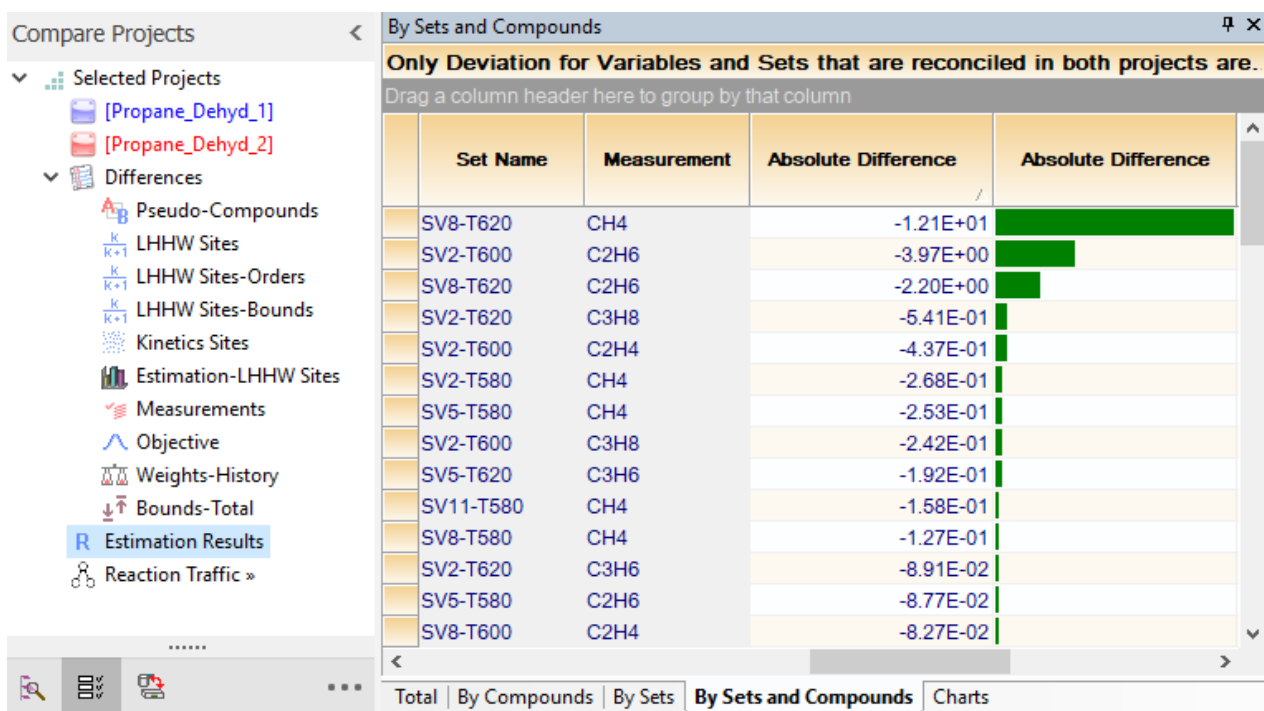 Compare Projects
Selected Projects
[Propane_Dehyd_1]
[Propane_Dehyd_2]
Differences
Pseudo-Compounds
LHHW Sites
LHHW Sites-Orders
LHHW Sites-Bounds
Kinetics Sites
Estimation-LHHW Sites
Measurements
Objective
Weights-History
Bounds-Total
R Estimation Results
Reaction Traffic »
By Sets and Compounds
Only Deviation for Variables and Sets that are reconciled in both projects are.
Drag a column header here to group by that column
Set Name Measurement Absolute Difference Absolute Difference
SV8-T620 CH4 -1.21E+01
SV2-T600 C2H6 -3.97E+00
SV8-T620 C2H6 -2.20E+00
SV2-T620 C3H8 -5.41E-01
SV2-T600 C2H4 -4.37E-01
SV2-T580 CH4 -2.68E-01
SV5-T580 CH4 -2.53E-01
SV2-T600 C3H8 -2.42E-01
SV5-T620 C3H6 -1.92E-01
SV11-T580 CH4 -1.58E-01
SV8-T580 CH4 -1.27E-01
SV2-T620 C3H6 -8.91E-02
SV5-T580 C2H6 -8.77E-02
SV8-T600 C2H4 -8.27E-02
Total By Compounds By Sets By Sets and Compounds Charts